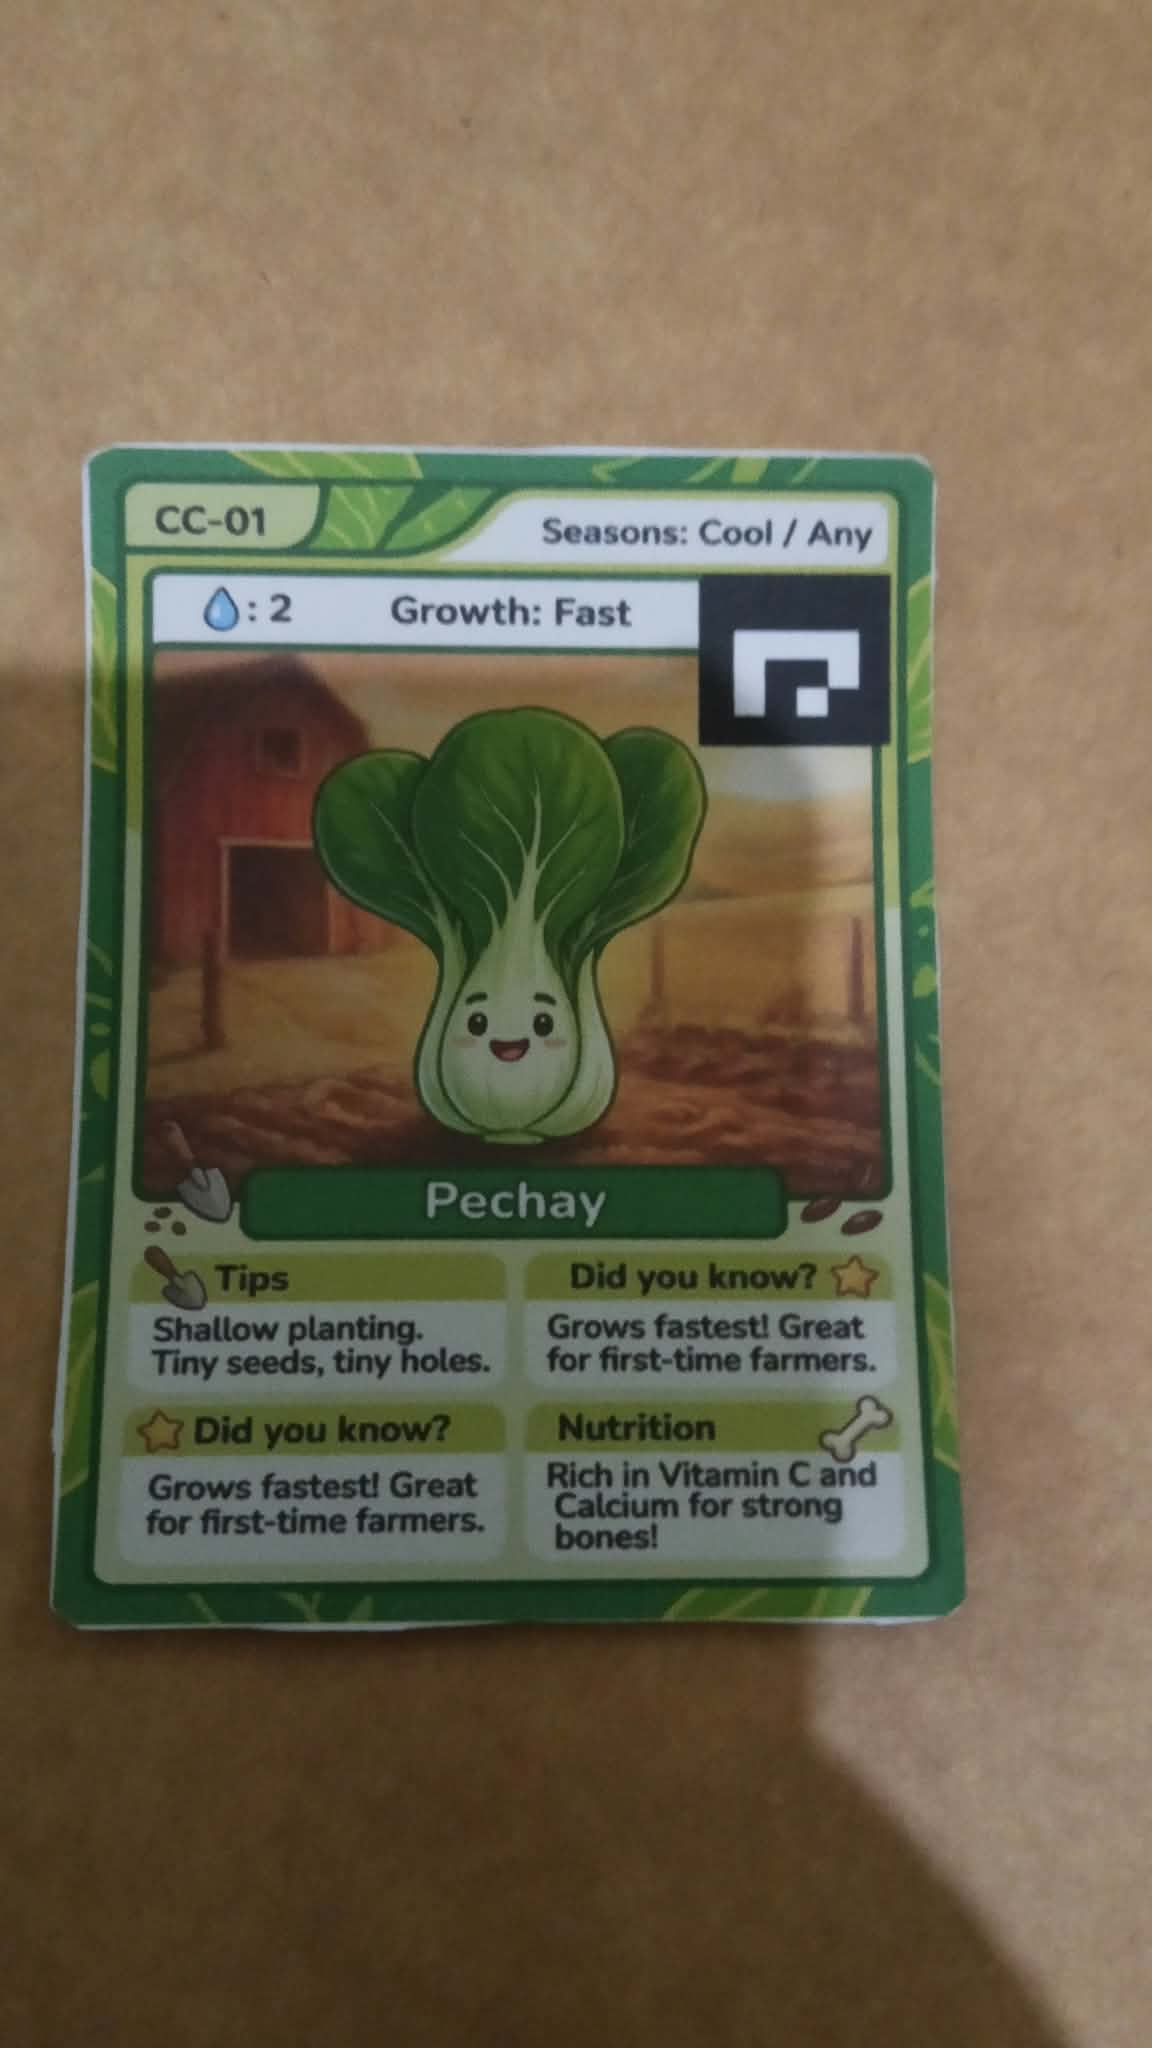 CC-01
Seasons: Cool / Any
: 2
Growth: Fast
Pechay
Tips
Shallow planting.
Tiny seeds, tiny holes.
Did you know?
Grows fastest! Great
for first-time farmers.
Did you know?
Grows fastest! Great
for first-time farmers.
Nutrition
Rich in Vitamin C and
Calcium for strong
bones!